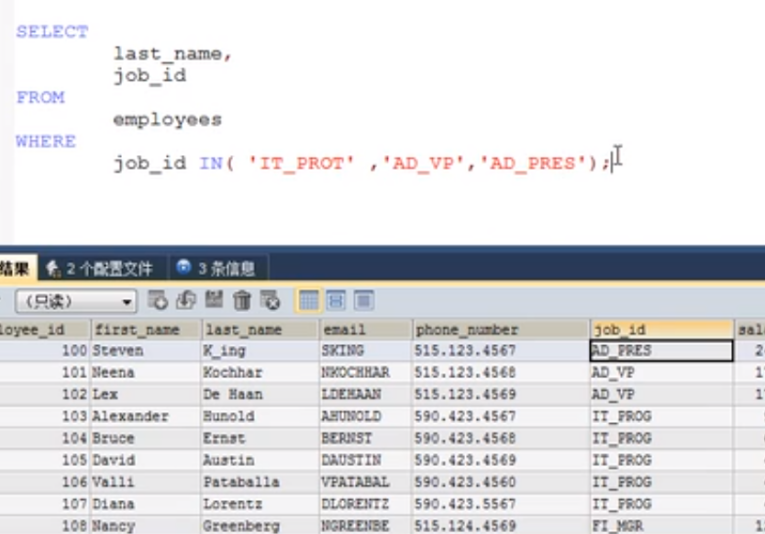 SELECT
last_name,
job_id
FROM
employees
WHERE
job_id IN( 'IT_PROT' ,'AD_VP','AD_PRES');
结果 2 个配置文件 3 条信息
(只读)
loyee_id first_name last_name email phone_number job_id sala
100 Steven K_ing SKING 515.123.4567 AD_PRES 2
101 Neena Kochhar NKOCHHAR 515.123.4568 AD_VP 1
102 Lex De Haan LDEHAAN 515.123.4569 AD_VP 1
103 Alexander Hunold AHUNOLD 590.423.4567 IT_PROG
104 Bruce Ernst BERNST 590.423.4568 IT_PROG
105 David Austin DAUSTIN 590.423.4569 IT_PROG
106 Valli Pataballa VPATABAL 590.423.4560 IT_PROG
107 Diana Lorentz DLORENTZ 590.423.5567 IT_PROG
108 Nancy Greenberg NGREENBE 515.124.4569 FI_MGR 1